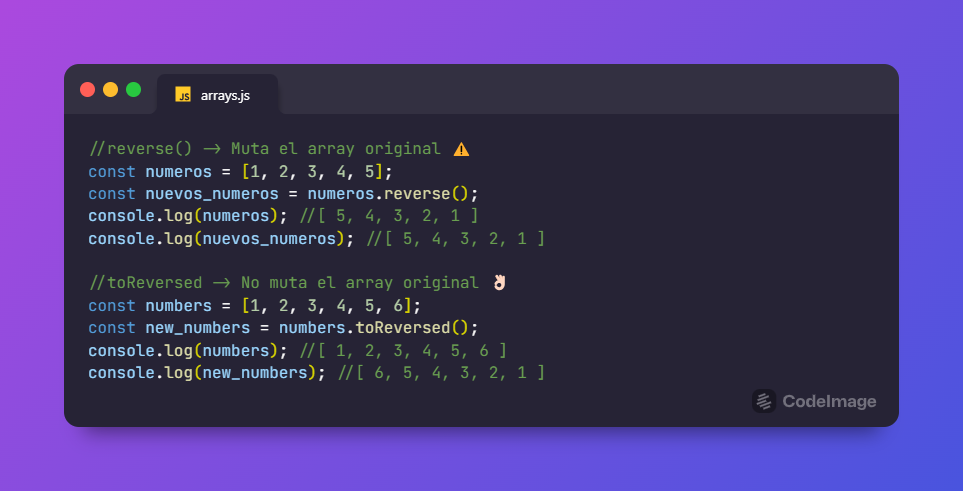 JS arrays.js
//reverse() -> Muta el array original ⚠️
const numeros = [1, 2, 3, 4, 5];
const nuevos_numeros = numeros.reverse();
console.log(numeros); //[ 5, 4, 3, 2, 1 ]
console.log(nuevos_numeros); //[ 5, 4, 3, 2, 1 ]
//toReversed -> No muta el array original 👌🏻
const numbers = [1, 2, 3, 4, 5, 6];
const new_numbers = numbers.toReversed();
console.log(numbers); //[ 1, 2, 3, 4, 5, 6 ]
console.log(new_numbers); //[ 6, 5, 4, 3, 2, 1 ]
CodeImage